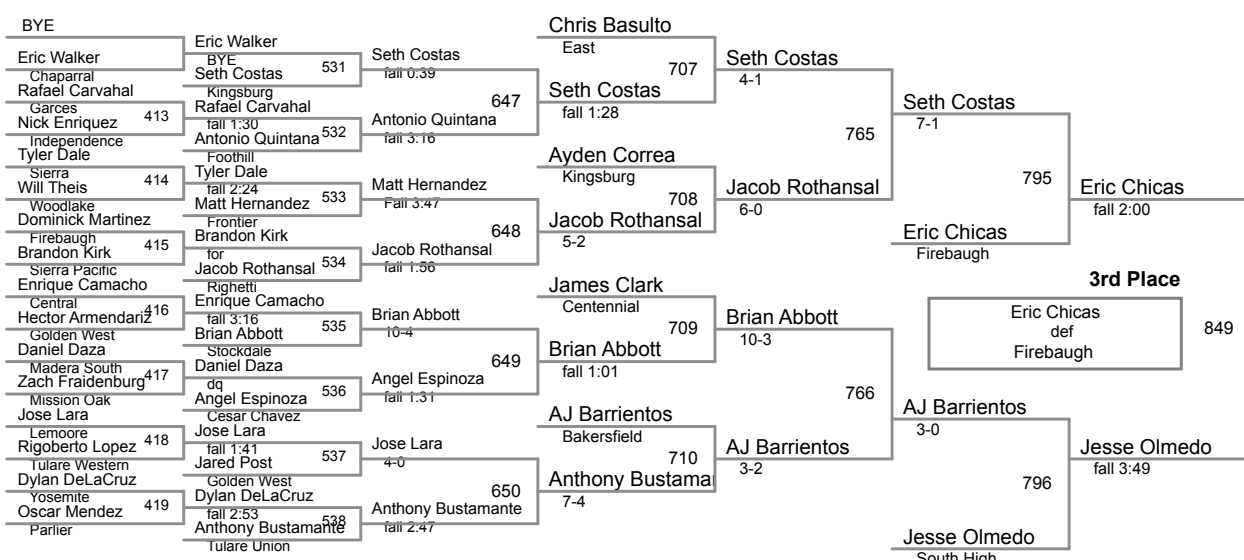 BYE
Eric Walker
Chaparral
Rafael Carvahal
Garces
413
Nick Enriquez
Independence
Tyler Dale
Sierra
414
Will Theis
Woodlake
Dominick Martinez
Firebaugh
415
Brandon Kirk
Sierra Pacific
Enrique Camacho
Central
416
Hector Armendariz
Golden West
Daniel Daza
Madera South
417
Zach Fraidenburg
Mission Oak
Jose Lara
Lemoore
418
Rigoberto Lopez
Tulare Western
Dylan DeLaCruz
Yosemite
419
Oscar Mendez
Parlier
Eric Walker
BYE
531
Seth Costas
Kingsburg
Rafael Carvahal
fall 1:30
532
Antonio Quintana
Foothill
Tyler Dale
fall 2:24
533
Matt Hernandez
Frontier
Brandon Kirk
for
534
Jacob Rothansal
Righetti
Enrique Camacho
fall 3:16
535
Brian Abbott
Stockdale
Daniel Daza
dq
536
Angel Espinoza
Cesar Chavez
Jose Lara
fall 1:41
537
Jared Post
Golden West
Dylan DeLaCruz
fall 2:53
538
Anthony Bustamante
Tulare Union
Seth Costas
fall 0:39
647
Antonio Quintana
fall 3:16
Matt Hernandez
Fall 3:47
648
Jacob Rothansal
fall 1:56
Brian Abbott
10-4
649
Angel Espinoza
fall 1:31
Jose Lara
4-0
650
Anthony Bustamante
fall 2:47
Chris Basulto
East
707
Seth Costas
fall 1:28
Ayden Correa
Kingsburg
708
Jacob Rothansal
5-2
James Clark
Centennial
709
Brian Abbott
fall 1:01
AJ Barrientos
Bakersfield
710
Anthony Bustama
7-4
Seth Costas
4-1
765
Jacob Rothansal
6-0
Brian Abbott
10-3
766
AJ Barrientos
3-2
Seth Costas
7-1
795
Eric Chicas
Firebaugh
AJ Barrientos
3-0
796
Jesse Olmedo
South High
Eric Chicas
fall 2:00
3rd Place
Eric Chicas
def
Firebaugh
849
Jesse Olmedo
fall 3:49